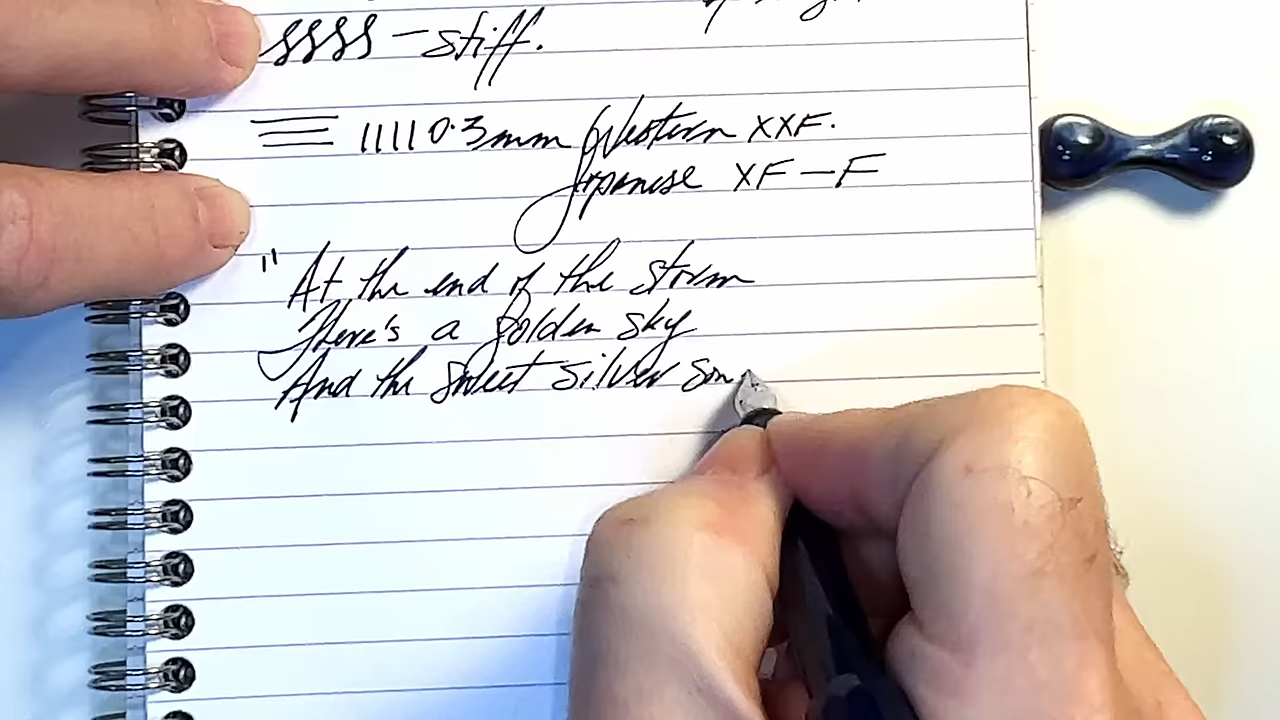 ssss – stiff.
1111 0.3mm Western XXF.
Japanese XF – F
"At the end of the storm
There's a golden sky
And the sweet silver son